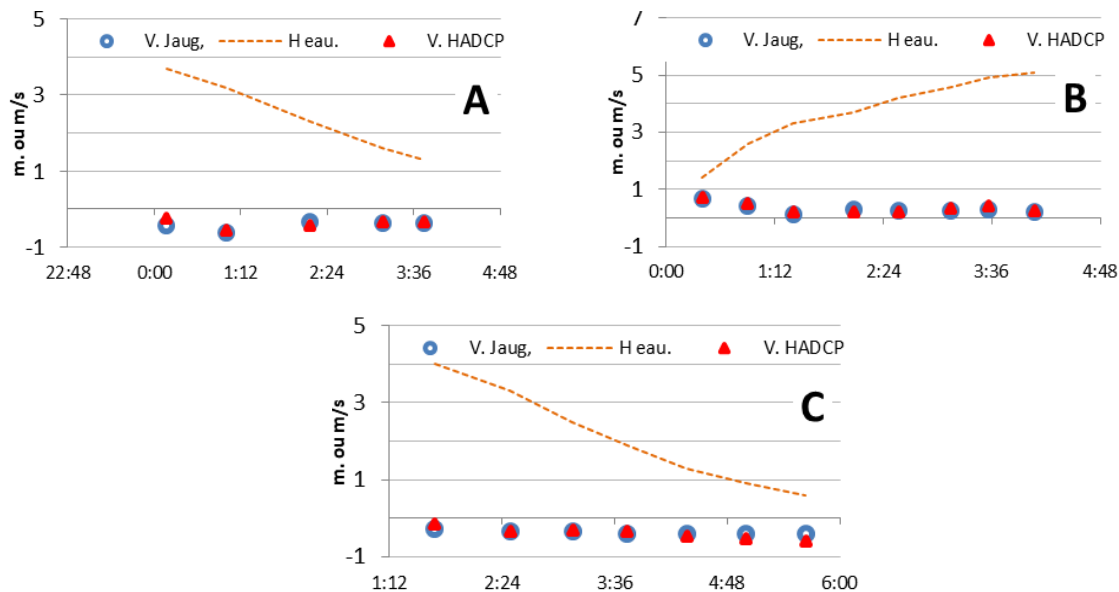 5
V. Jaug, H eau. V. HADCP
3
A
m. ou m/s
1
-1
22:48 0:00 1:12 2:24 3:36 4:48
V. Jaug, H eau. V. HADCP
5
B
m. ou m/s
3
1
-1
0:00 1:12 2:24 3:36 4:48
5
V. Jaug, H eau. V. HADCP
3
C
m. ou m/s
1
-1
1:12 2:24 3:36 4:48 6:00